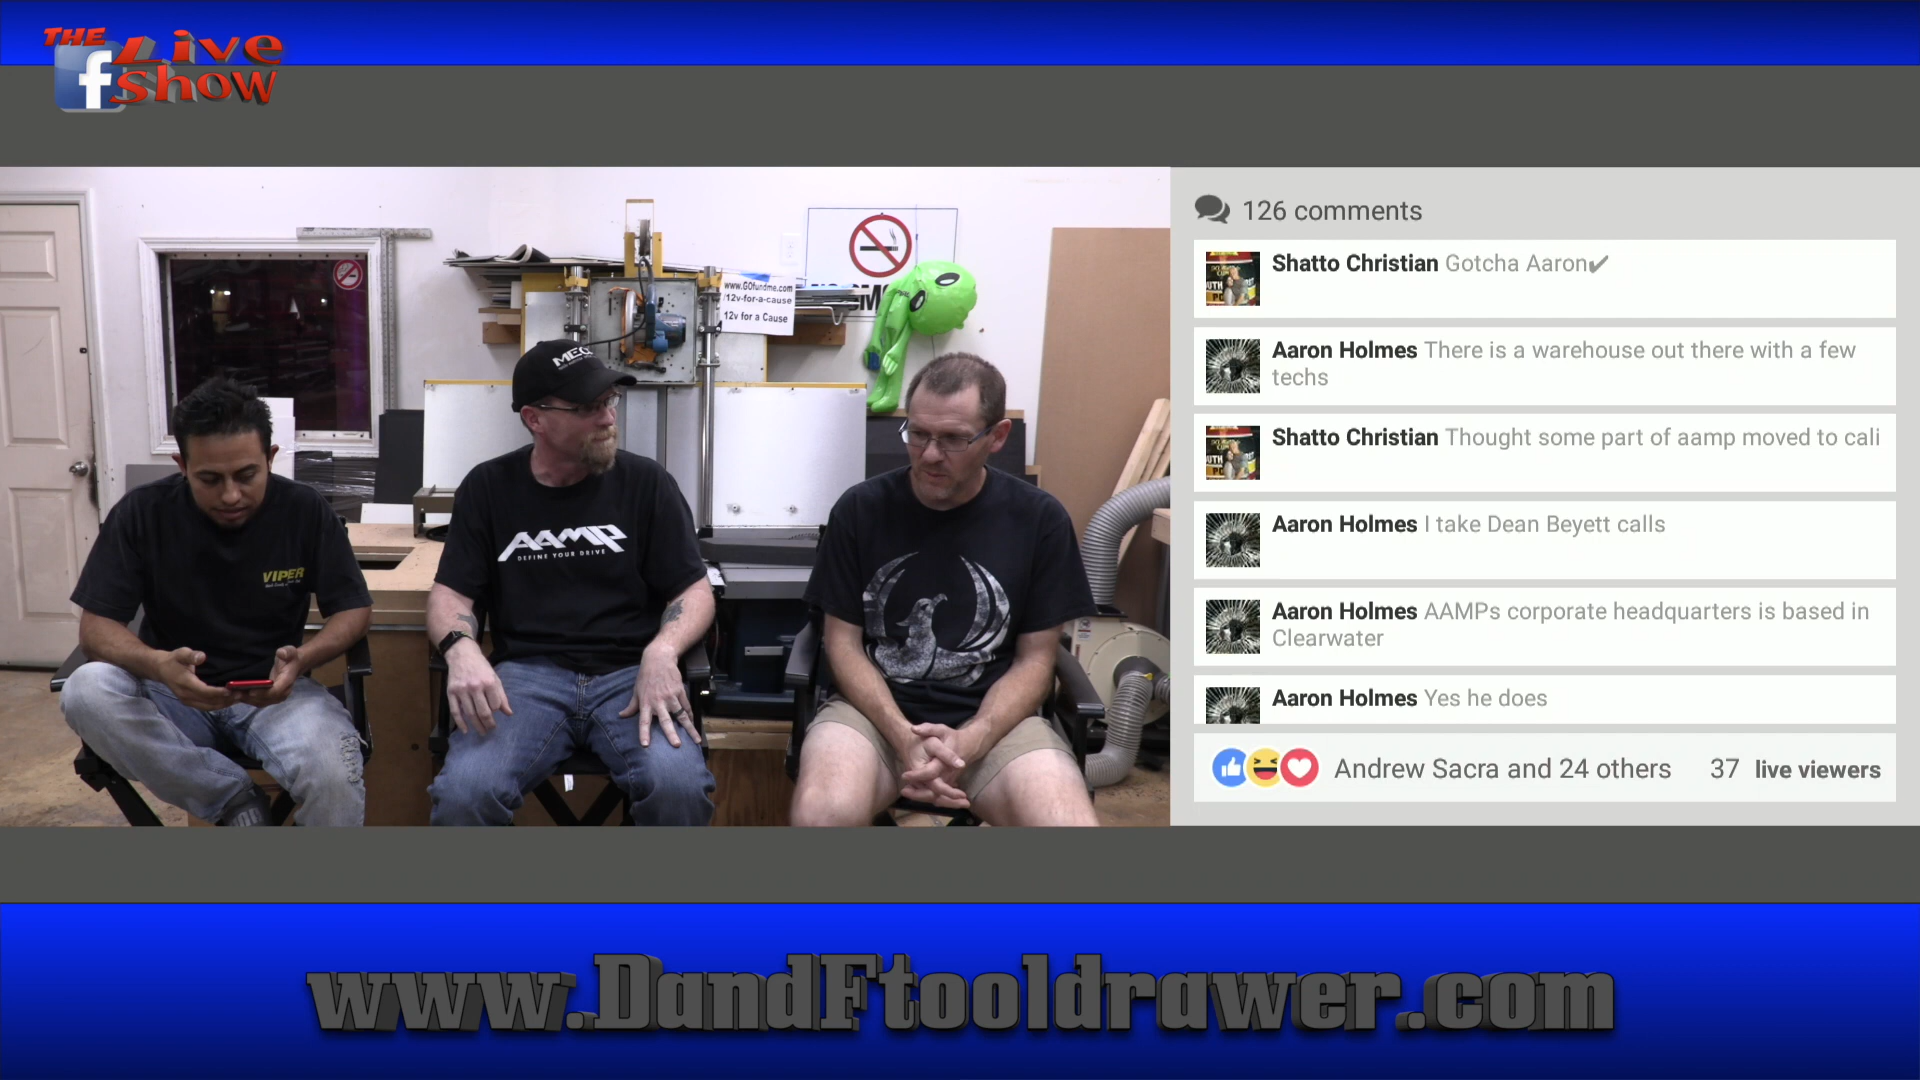 THE Live
f Show
www.GOfundme.com
/12v-for-a-cause
12v for a Cause
VIPER
AAMP
DEFINE YOUR DRIVE
126 comments
Shatto Christian Gotcha Aaron✔
Aaron Holmes There is a warehouse out there with a few
techs
Shatto Christian Thought some part of aamp moved to cali
Aaron Holmes I take Dean Beyett calls
Aaron Holmes AAMPs corporate headquarters is based in
Clearwater
Aaron Holmes Yes he does
Andrew Sacra and 24 others 37 live viewers
www.DandFtooldrawer.com